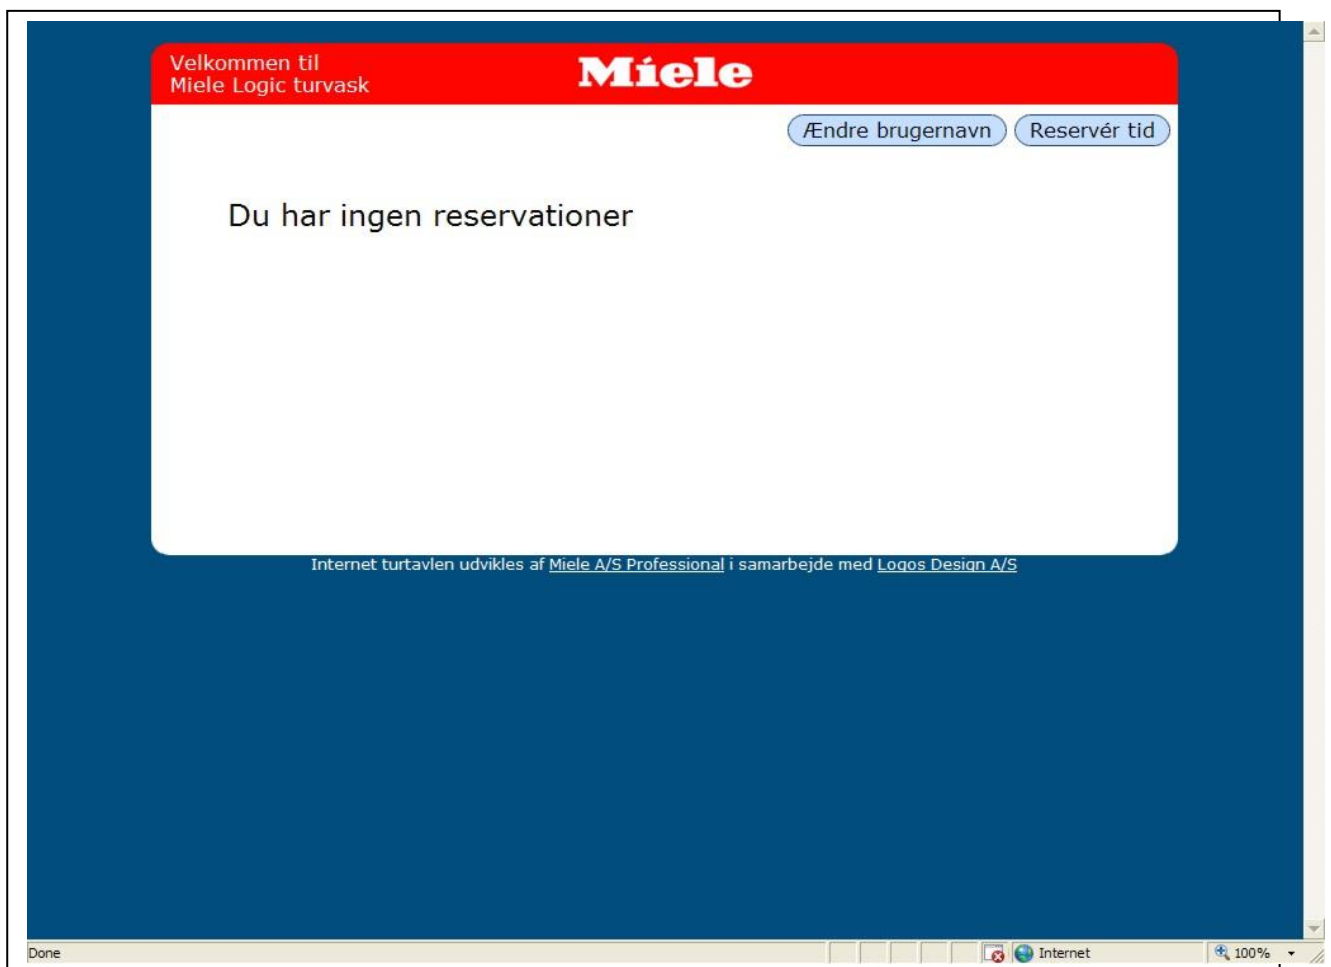 Velkommen til
Miele Logic turvask
Miele
Ændre brugernavn
Reservér tid
Du har ingen reservationer
Internet turtavlen udvikles af Miele A/S Professional i samarbejde med Logos Design A/S
Done
Internet
100%